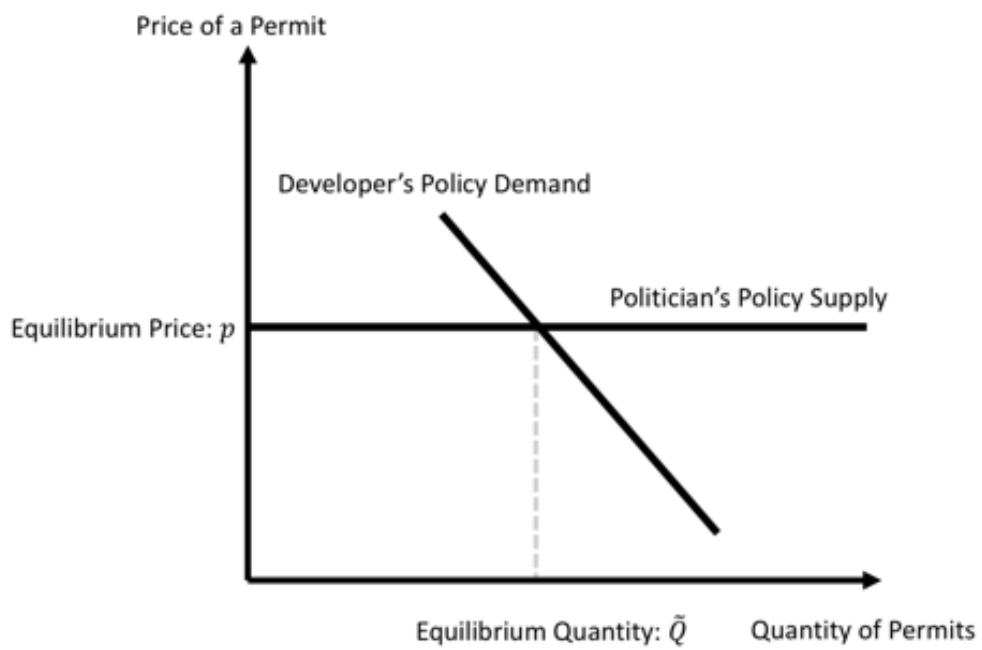 Price of a Permit
Developer’s Policy Demand
Politician’s Policy Supply
Equilibrium Price: p
Equilibrium Quantity: Q̃
Quantity of Permits